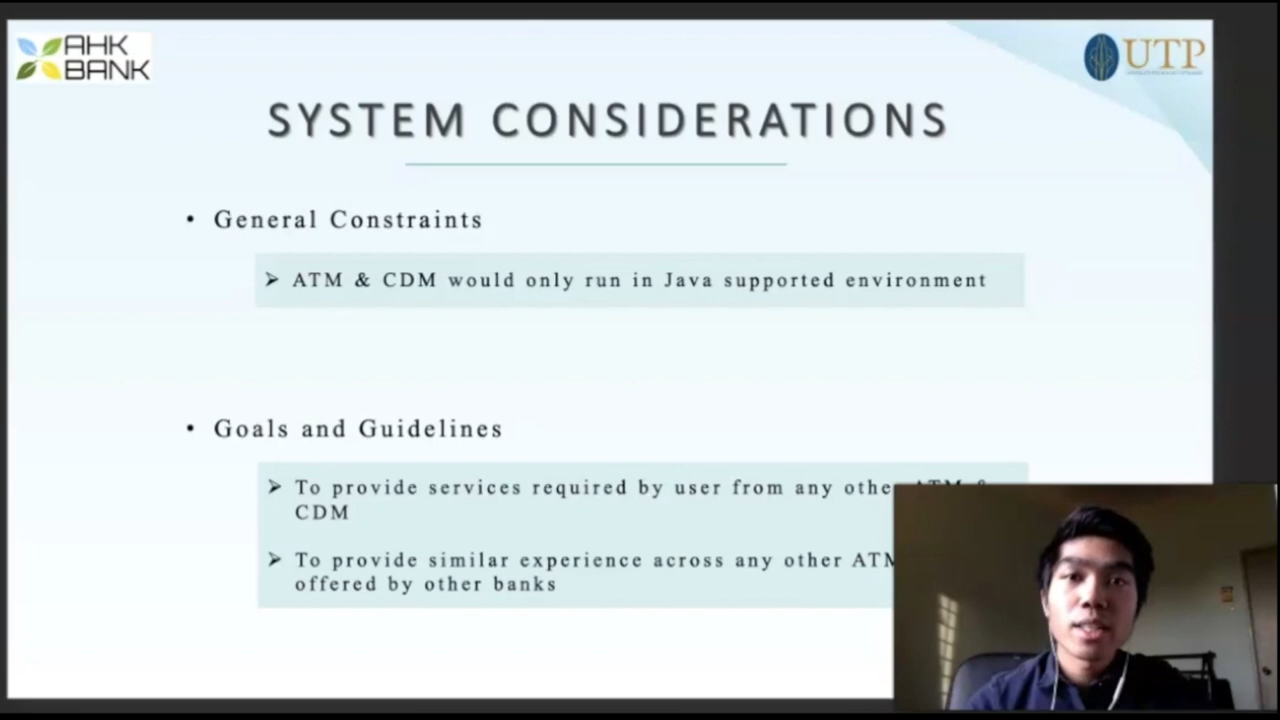 AHK
BANK
UTP
SYSTEM CONSIDERATIONS
• General Constraints
➢ ATM & CDM would only run in Java supported environment
• Goals and Guidelines
➢ To provide services required by user from any other ATM &
CDM
➢ To provide similar experience across any other ATM
offered by other banks